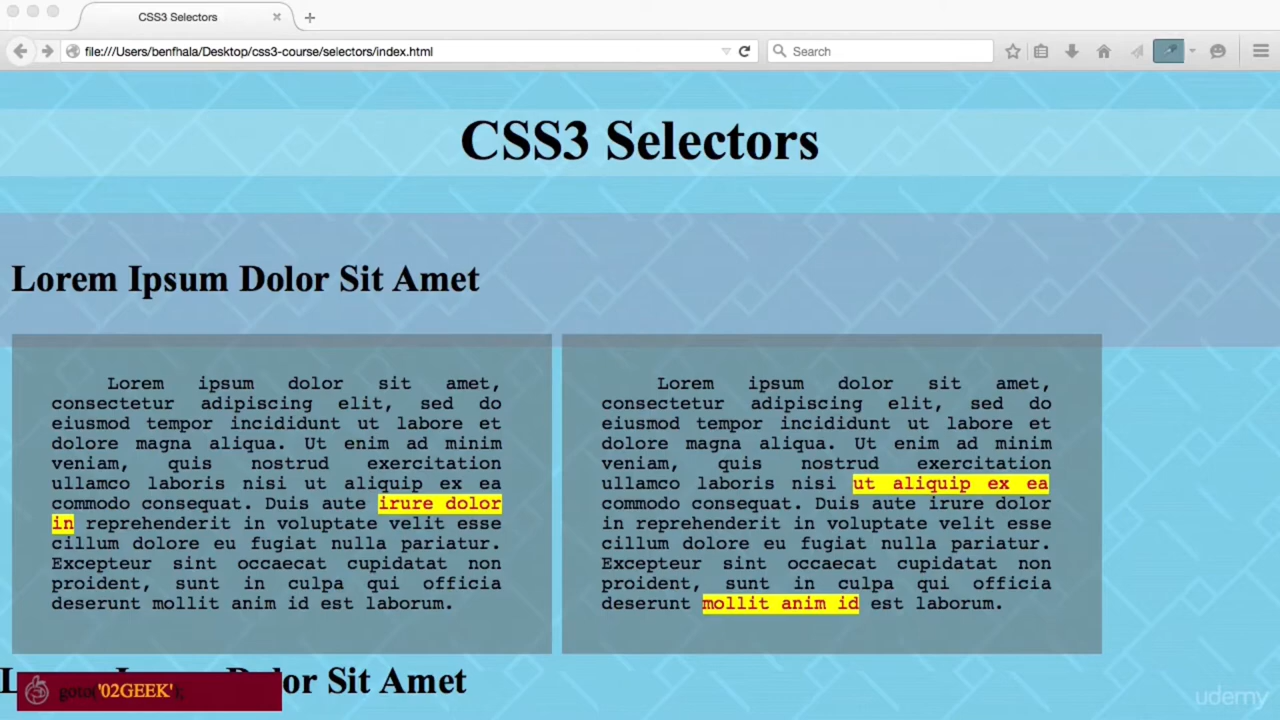 CSS3 Selectors
file:///Users/benfhala/Desktop/css3-course/selectors/index.html
Search
CSS3 Selectors
Lorem Ipsum Dolor Sit Amet
Lorem ipsum dolor sit amet,
consectetur adipiscing elit, sed do
eiusmod tempor incididunt ut labore et
dolore magna aliqua. Ut enim ad minim
veniam, quis nostrud exercitation
ullamco laboris nisi ut aliquip ex ea
commodo consequat. Duis aute irure dolor
in reprehenderit in voluptate velit esse
cillum dolore eu fugiat nulla pariatur.
Excepteur sint occaecat cupidatat non
proident, sunt in culpa qui officia
deserunt mollit anim id est laborum.
Lorem ipsum dolor sit amet,
consectetur adipiscing elit, sed do
eiusmod tempor incididunt ut labore et
dolore magna aliqua. Ut enim ad minim
veniam, quis nostrud exercitation
ullamco laboris nisi ut aliquip ex ea
commodo consequat. Duis aute irure dolor
in reprehenderit in voluptate velit esse
cillum dolore eu fugiat nulla pariatur.
Excepteur sint occaecat cupidatat non
proident, sunt in culpa qui officia
deserunt mollit anim id est laborum.
Sit Amet
goto('02GEEK');
udemy